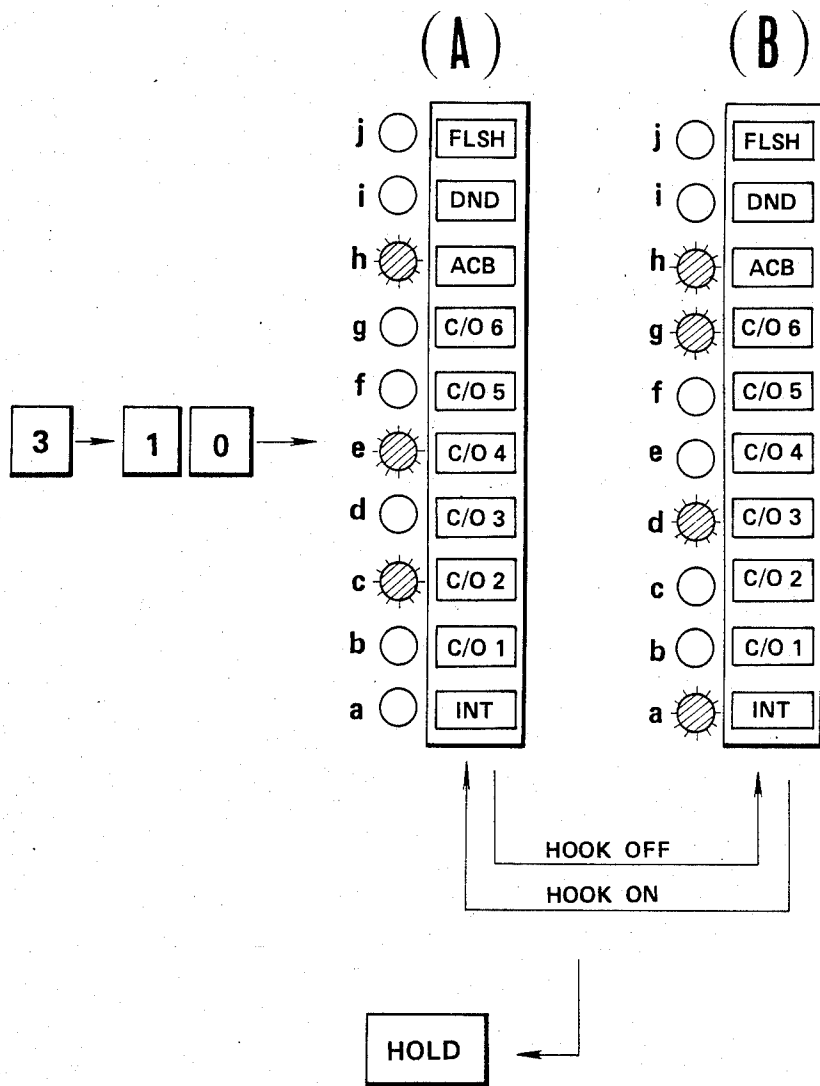 (A) (B)
j FLSH j FLSH
i DND i DND
h ACB h ACB
g C/O 6 g C/O 6
f C/O 5 f C/O 5
3 1 0 e C/O 4 e C/O 4
d C/O 3 d C/O 3
c C/O 2 c C/O 2
b C/O 1 b C/O 1
a INT a INT
HOOK OFF
HOOK ON
HOLD